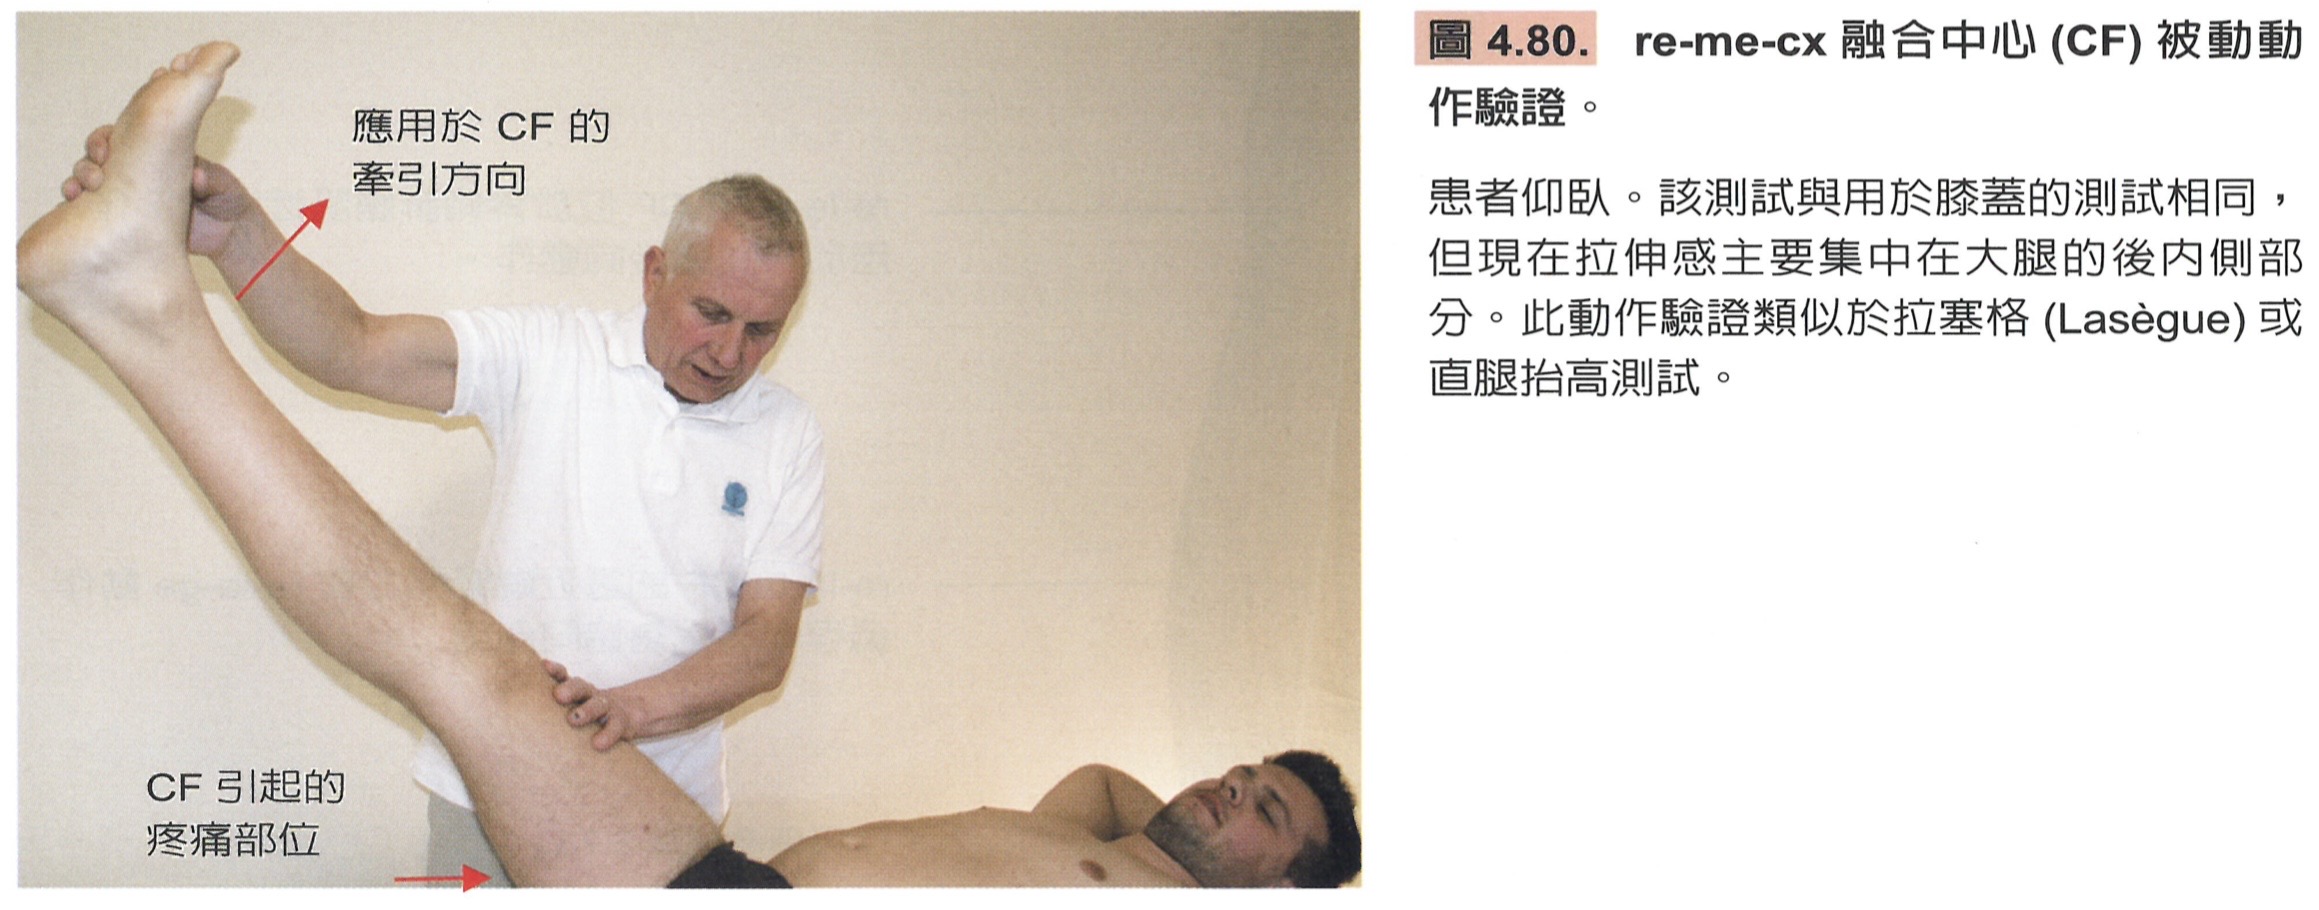 應用於 CF 的
牽引方向
CF 引起的
疼痛部位
圖 4.80. re-me-cx 融合中心 (CF) 被動動
作驗證。
患者仰臥。該測試與用於膝蓋的測試相同，
但現在拉伸感主要集中在大腿的後內側部
分。此動作驗證類似於拉塞格 (Lasègue) 或
直腿抬高測試。